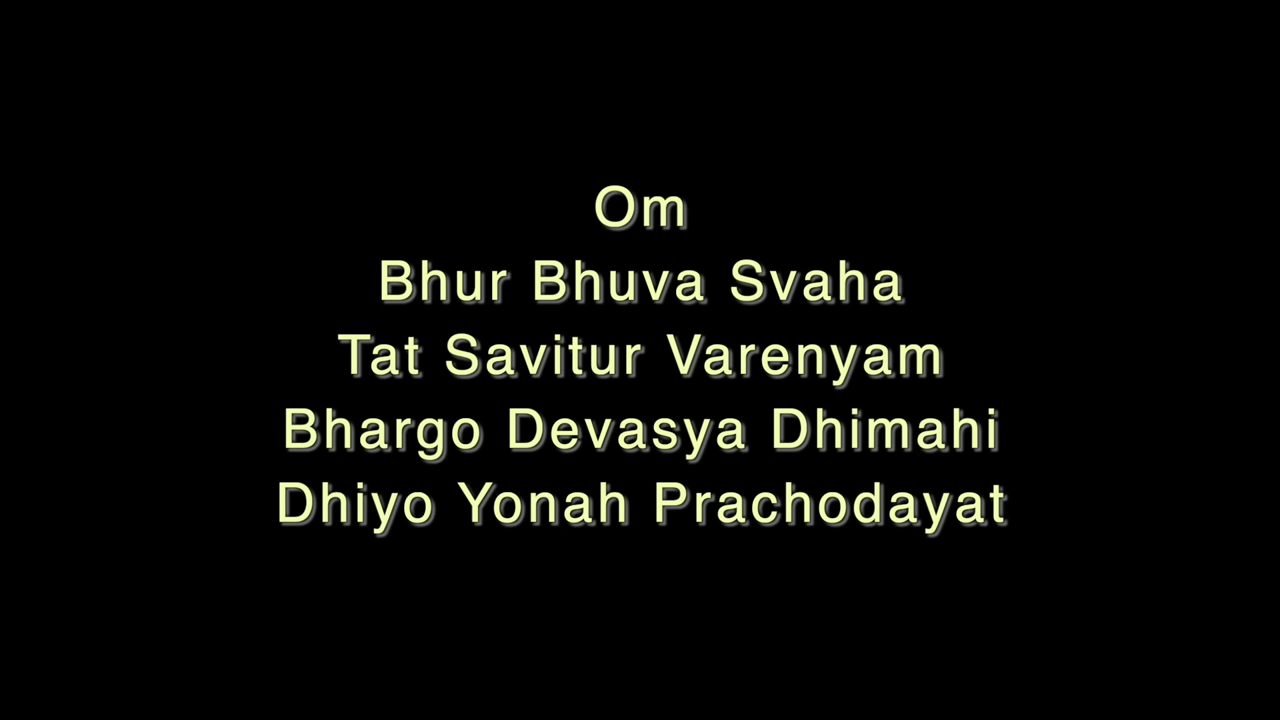 Om
Bhur Bhuva Svaha
Tat Savitur Varenyam
Bhargo Devasya Dhimahi
Dhiyo Yonah Prachodayat